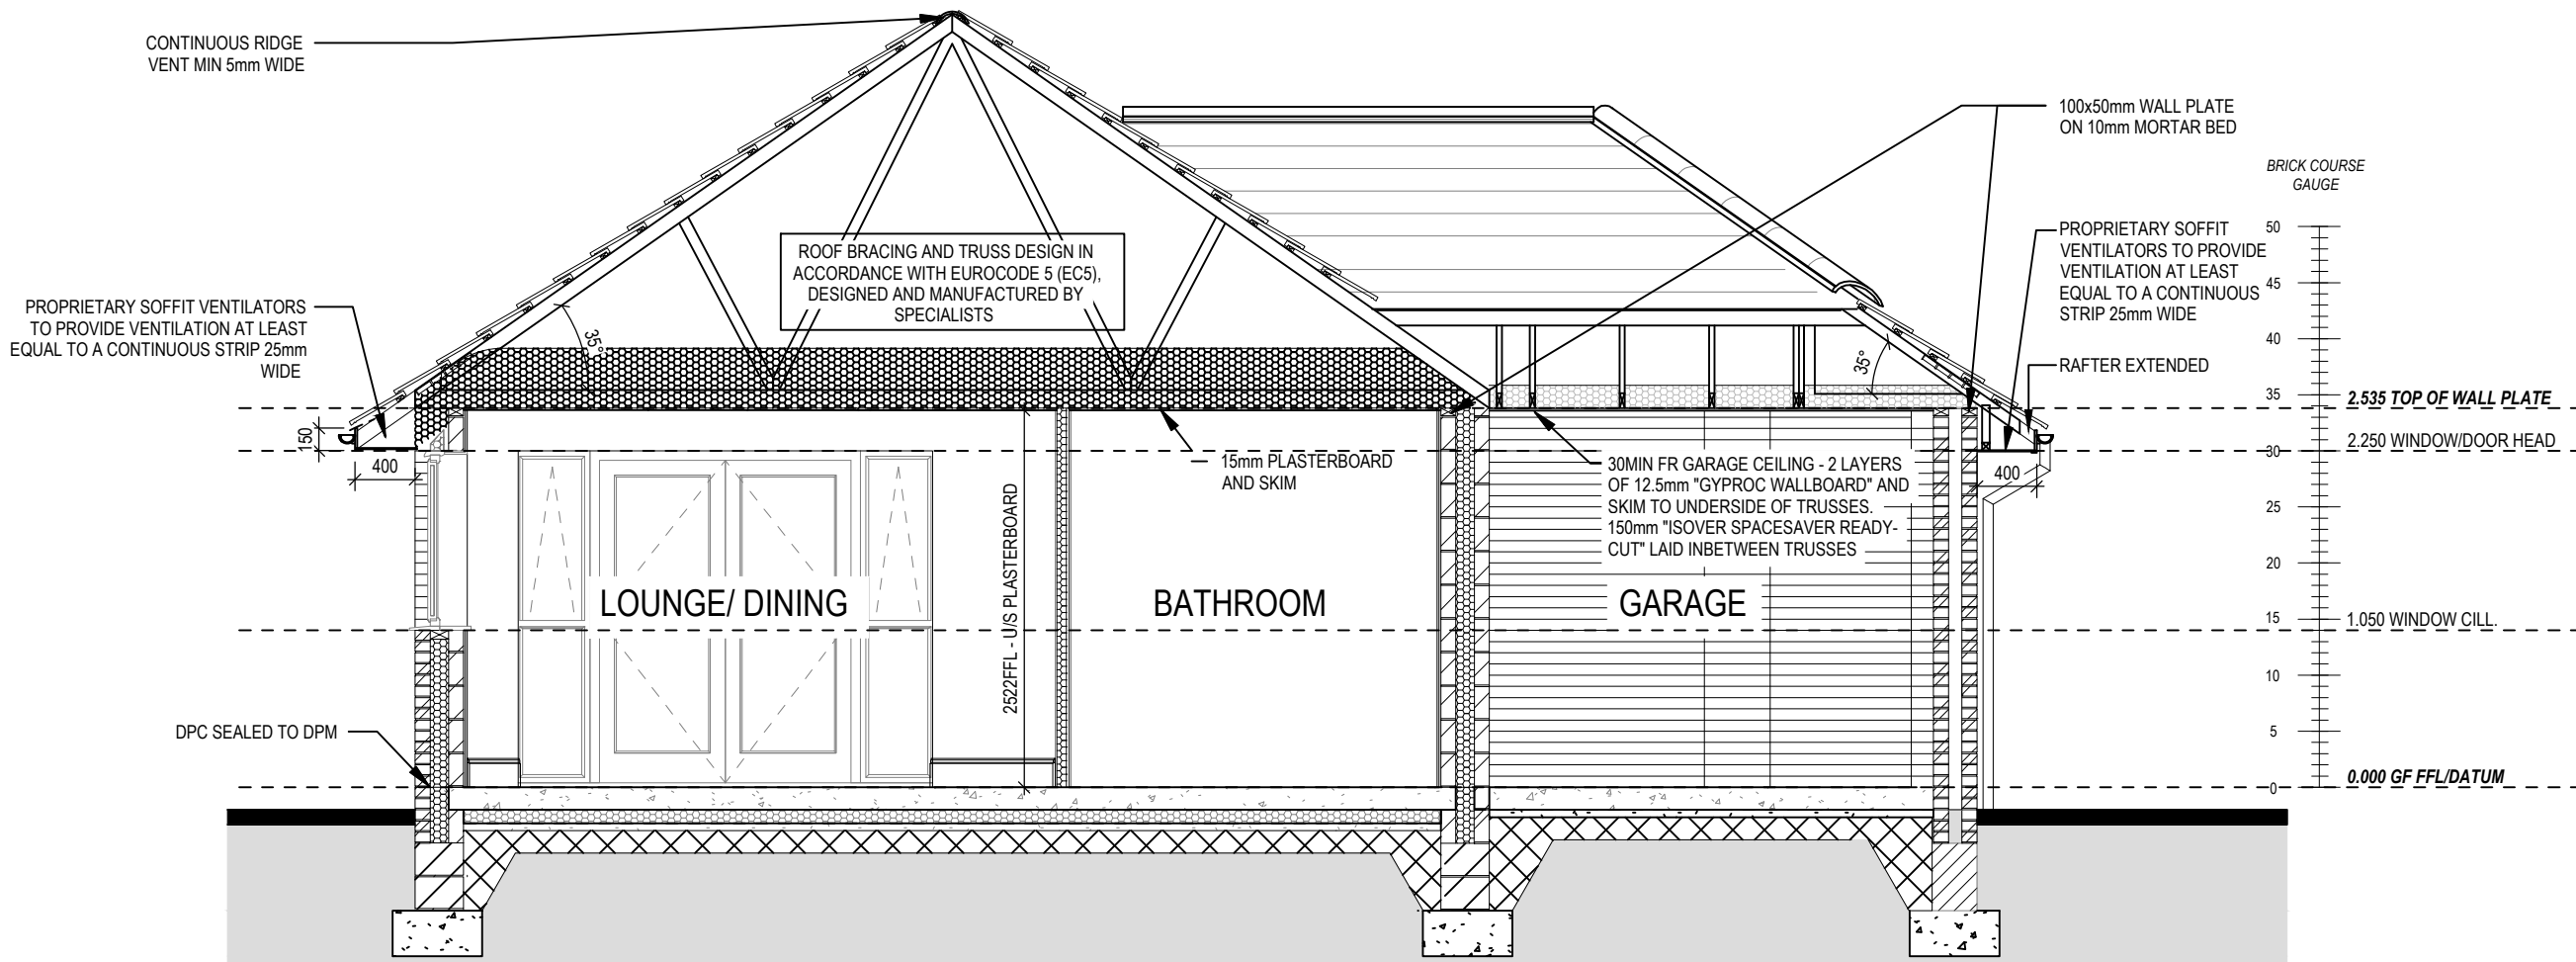 CONTINUOUS RIDGE
VENT MIN 5mm WIDE
100x50mm WALL PLATE
ON 10mm MORTAR BED
BRICK COURSE
GAUGE
PROPRIETARY SOFFIT
VENTILATORS TO PROVIDE
VENTILATION AT LEAST
EQUAL TO A CONTINUOUS
STRIP 25mm WIDE
50
45
40
35
30
25
20
15
10
5
0
ROOF BRACING AND TRUSS DESIGN IN
ACCORDANCE WITH EUROCODE 5 (EC5),
DESIGNED AND MANUFACTURED BY
SPECIALISTS
PROPRIETARY SOFFIT VENTILATORS
TO PROVIDE VENTILATION AT LEAST
EQUAL TO A CONTINUOUS STRIP 25mm
WIDE
35°
35°
RAFTER EXTENDED
2.535 TOP OF WALL PLATE
2.250 WINDOW/DOOR HEAD
150
400
400
15mm PLASTERBOARD
AND SKIM
30MIN FR GARAGE CEILING - 2 LAYERS
OF 12.5mm "GYPROC WALLBOARD" AND
SKIM TO UNDERSIDE OF TRUSSES.
150mm "ISOVER SPACESAVER READY-
CUT" LAID INBETWEEN TRUSSES
2522FFL - U/S PLASTERBOARD
LOUNGE/ DINING
BATHROOM
GARAGE
1.050 WINDOW CILL.
DPC SEALED TO DPM
0.000 GF FFL/DATUM